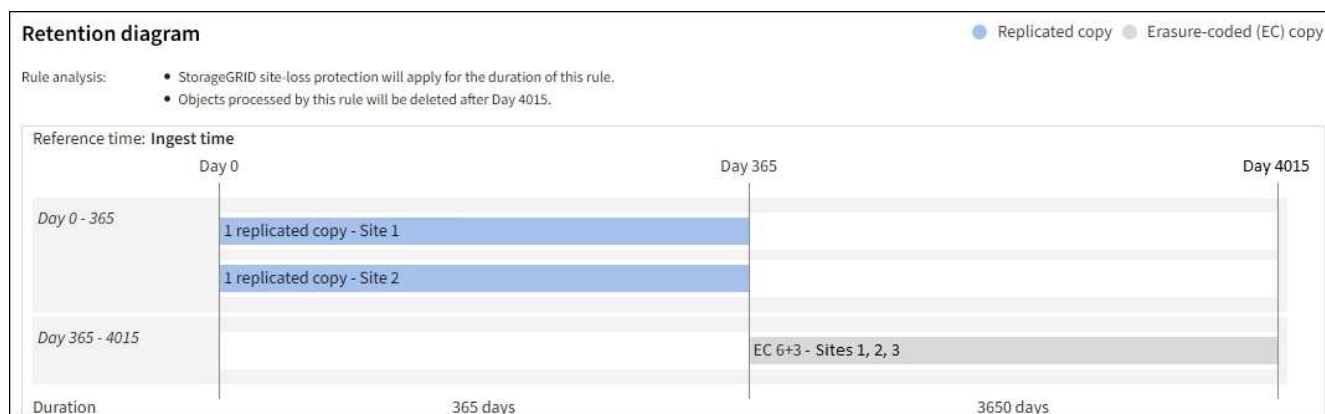 Retention diagram
Replicated copy Erasure-coded (EC) copy
Rule analysis:
• StorageGRID site-loss protection will apply for the duration of this rule.
• Objects processed by this rule will be deleted after Day 4015.
Reference time: Ingest time
Day 0 Day 365 Day 4015
Day 0 - 365
1 replicated copy - Site 1
1 replicated copy - Site 2
Day 365 - 4015
EC 6+3 - Sites 1, 2, 3
Duration 365 days 3650 days